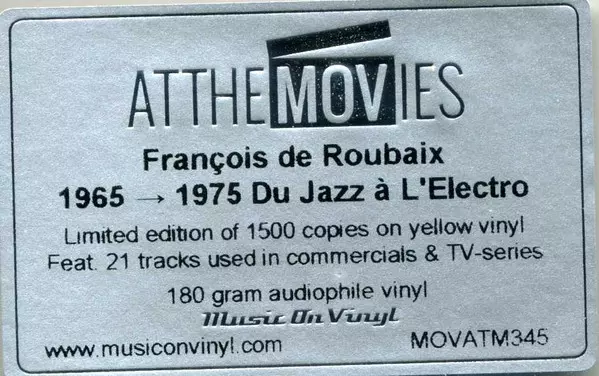 ATTHEMOVIES
François de Roubaix
1965 → 1975 Du Jazz à L'Electro
Limited edition of 1500 copies on yellow vinyl
Feat. 21 tracks used in commercials & TV-series
180 gram audiophile vinyl
Music On Vinyl
www.musiconvinyl.com MOVATM345